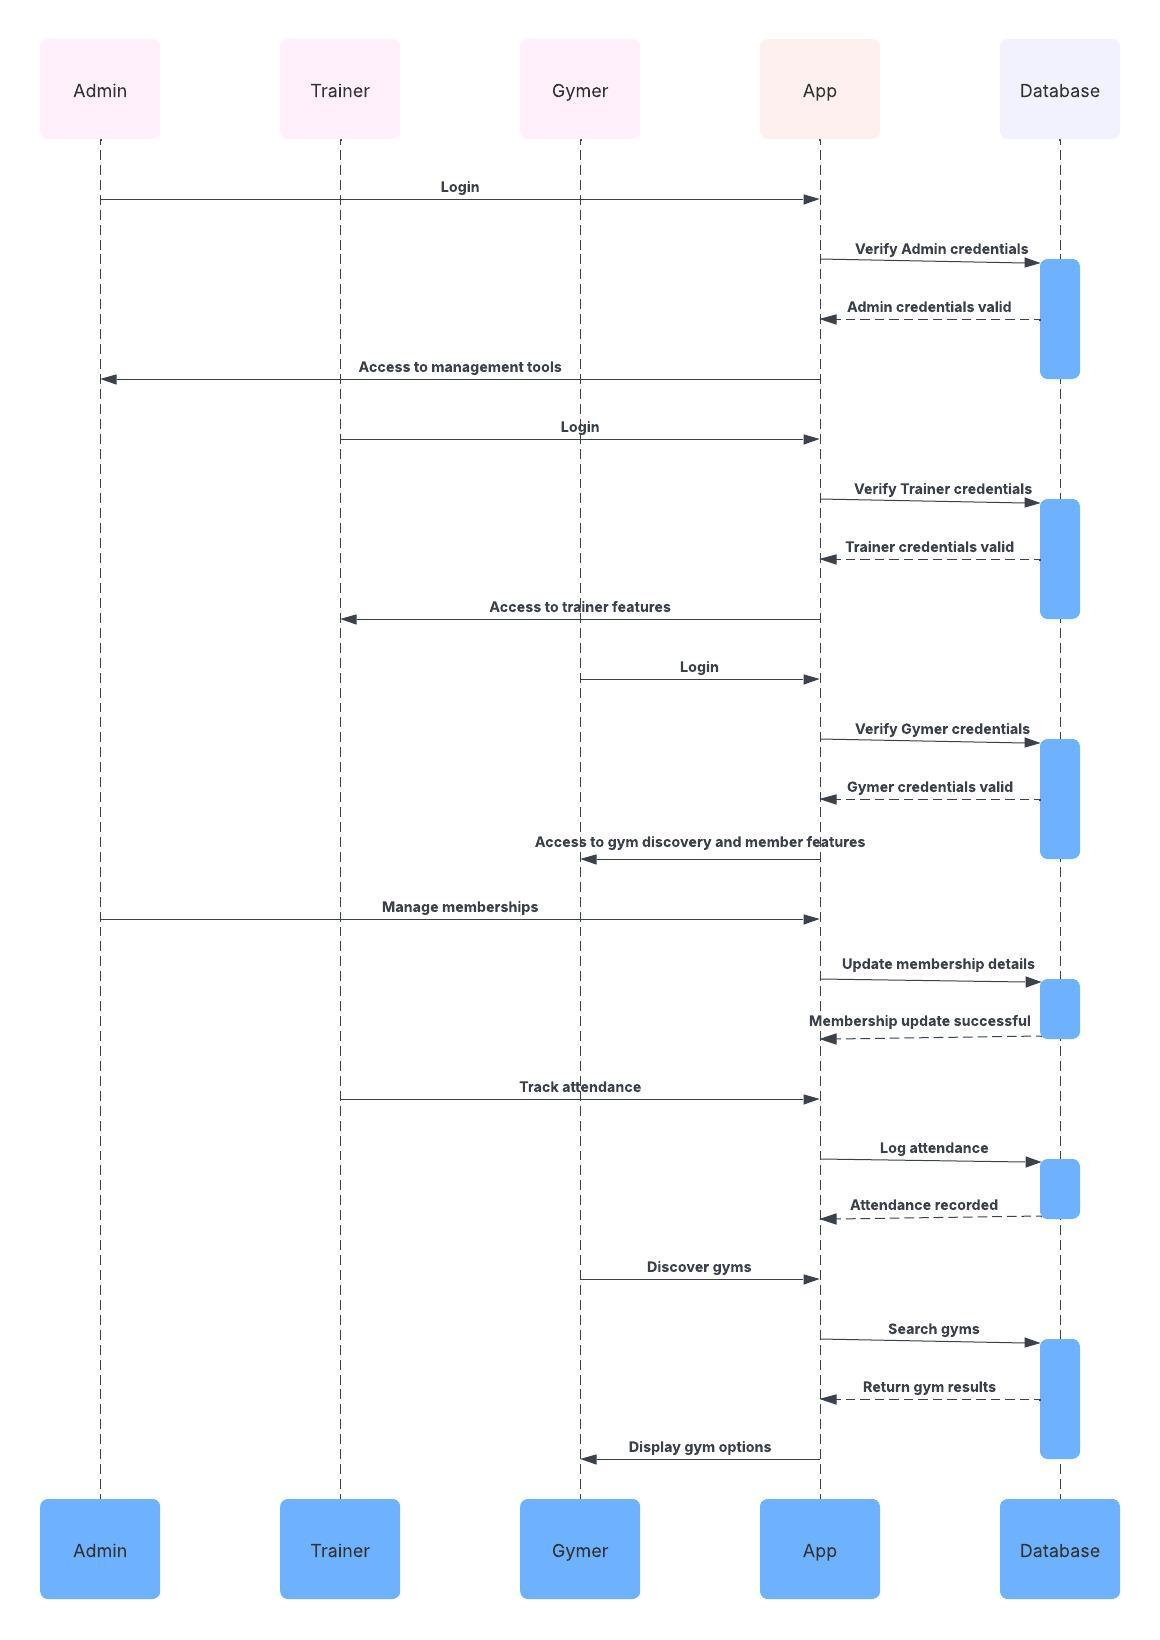 Admin
Trainer
Gymer
App
Database
Login
Verify Admin credentials
Admin credentials valid
Access to management tools
Login
Verify Trainer credentials
Trainer credentials valid
Access to trainer features
Login
Verify Gymer credentials
Gymer credentials valid
Access to gym discovery and member features
Manage memberships
Update membership details
Membership update successful
Track attendance
Log attendance
Attendance recorded
Discover gyms
Search gyms
Return gym results
Display gym options
Admin
Trainer
Gymer
App
Database